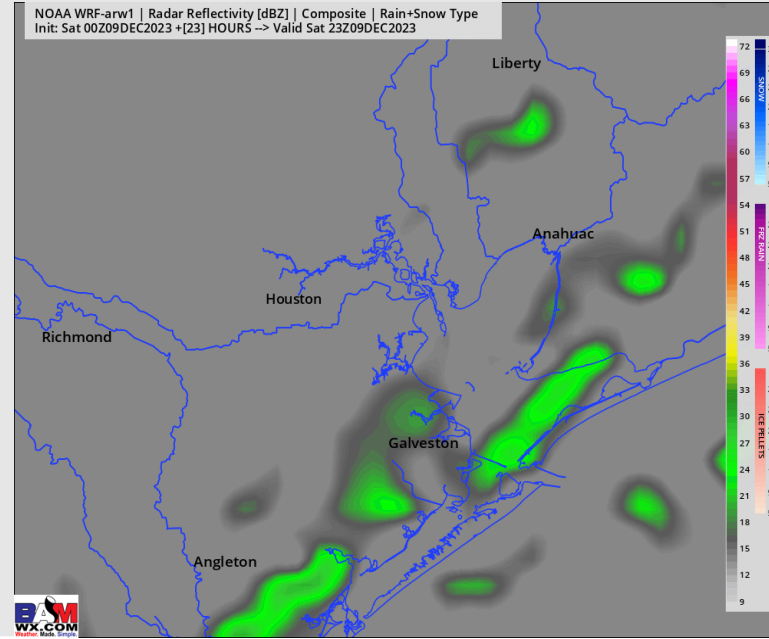 NOAA WRF-arw1 | Radar Reflectivity [dBZ] | Composite | Rain+Snow Type
Init: Sat 00Z09DEC2023 +[23] HOURS --> Valid Sat 23Z09DEC2023
Liberty
Anahuac
Houston
Richmond
Galveston
Angleton
72
69
66
63
60
57
54
51
48
45
42
39
36
33
30
27
24
21
18
15
12
9
SNOW
FRZ RAIN
ICE PELLETS
BAM
WX.COM
Weather. Made. Simple.